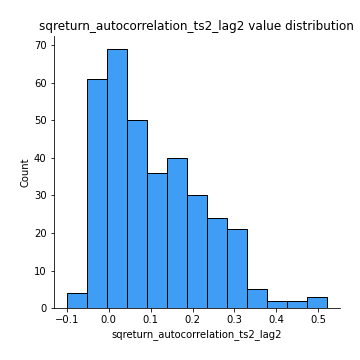 sqreturn_autocorrelation_ts2_lag2 value distribution
70
60
50
40
30
20
10
0
Count
−0.1 0.0 0.1 0.2 0.3 0.4 0.5
sqreturn_autocorrelation_ts2_lag2